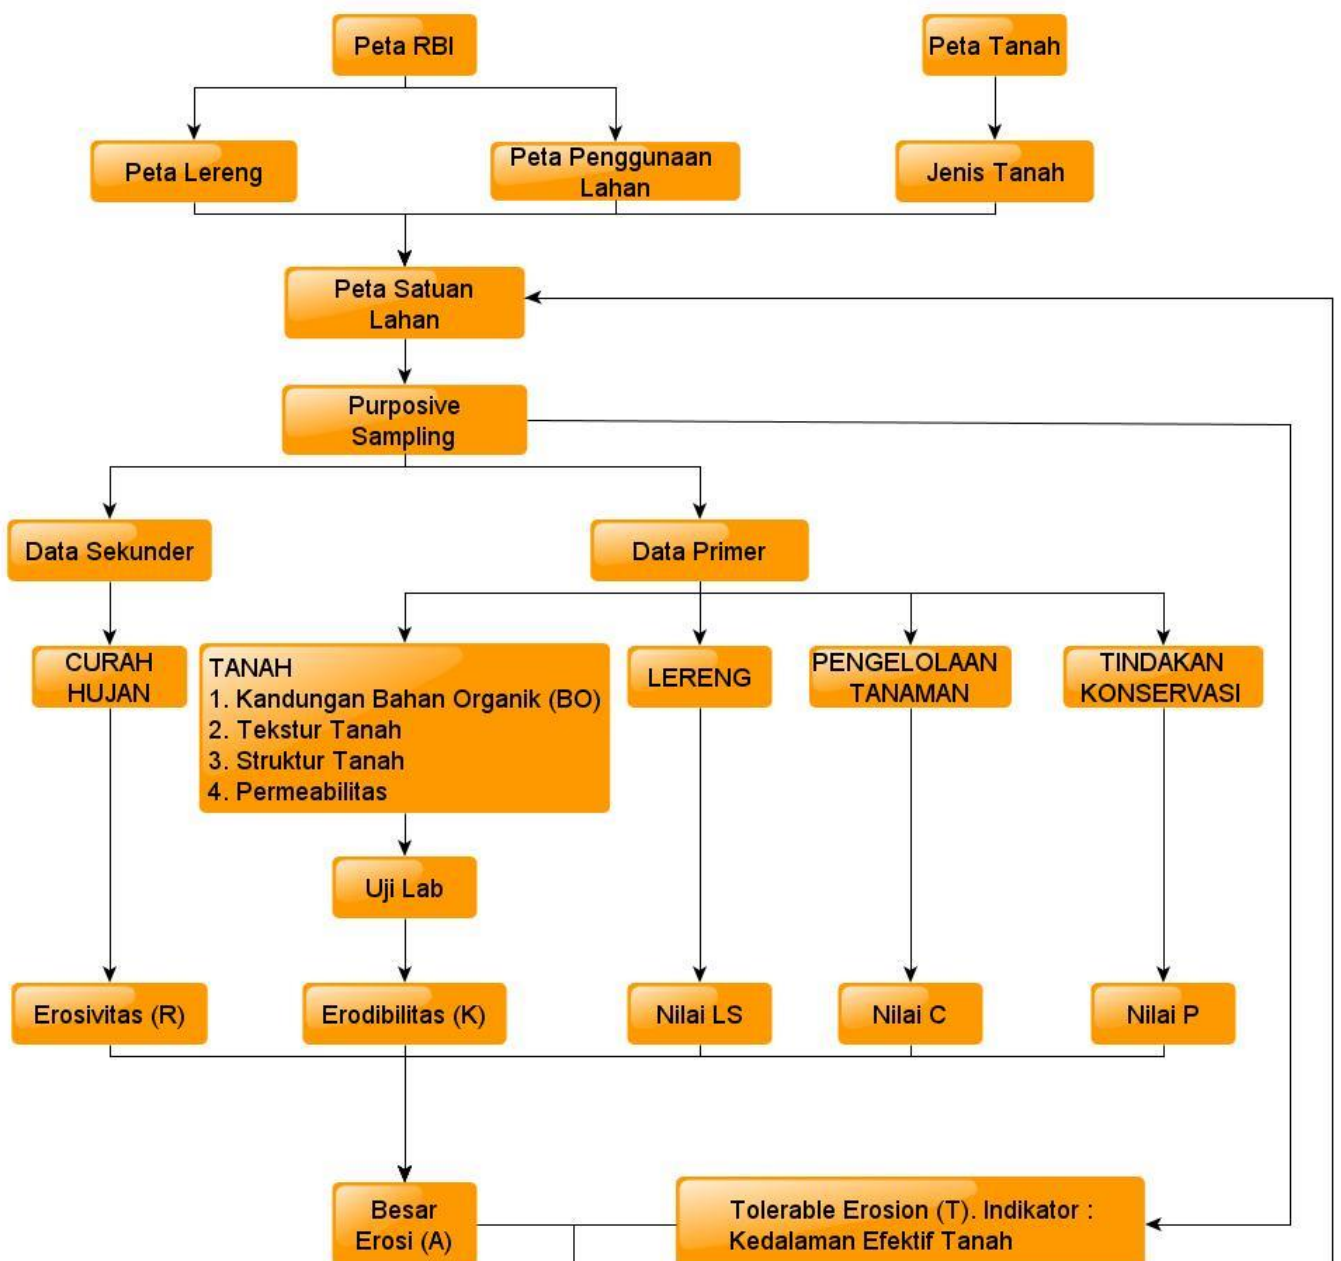 Peta RBI
Peta Tanah
Peta Lereng
Peta Penggunaan
Lahan
Jenis Tanah
Peta Satuan
Lahan
Purposive
Sampling
Data Sekunder
Data Primer
CURAH
HUJAN
TANAH
1. Kandungan Bahan Organik (BO)
2. Tekstur Tanah
3. Struktur Tanah
4. Permeabilitas
LERENG
PENGELOLAAN
TANAMAN
TINDAKAN
KONSERVASI
Uji Lab
Erosivitas (R)
Erodibilitas (K)
Nilai LS
Nilai C
Nilai P
Besar
Erosi (A)
Tolerable Erosion (T). Indikator :
Kedalaman Efektif Tanah